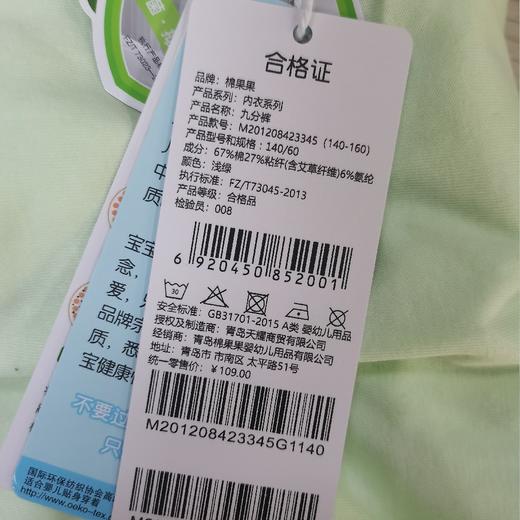 合格证
品牌: 棉果果
产品系列: 内衣系列
产品名称: 九分裤
产品款号: M201208423345 (140-160)
产品型号和规格: 140/60
成分: 67%棉27%粘纤(含艾草纤维)6%氨纶
颜色: 浅绿
执行标准: FZ/T73045-2013
产品等级: 合格品
检验员: 008
6 920450 852001
30
安全标准: GB31701-2015 A类 婴幼儿用品
授权及制造商: 青岛天耀商贸有限公司
经销商: 青岛棉果果婴幼儿用品有限公司
地址: 青岛市 市南区 太平路51号
统一零售价: ¥109.00
M201208423345G1140
宝宝
念,
爱,
品牌
质, 悉
宝健康
不要过
只
国际环保纺织协会
适合婴儿贴身穿着
www.oeko-tex